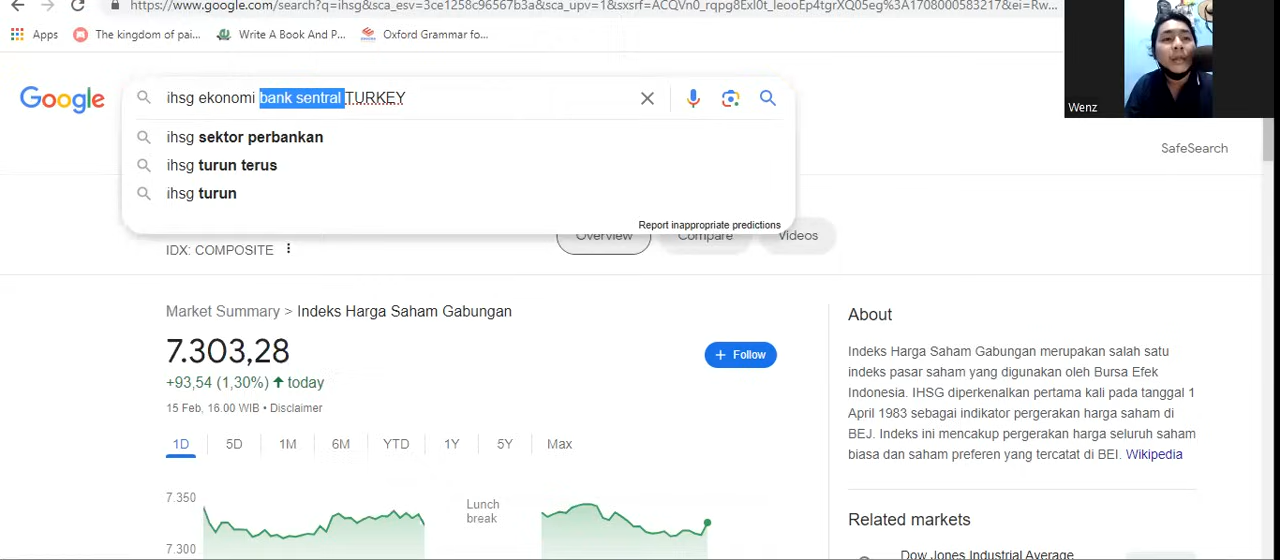 https://www.google.com/search?q=ihsg&sca_esv=3ce1258c96567b3a&sca_upv=1&sxsrf=
Apps
The kingdom of pai...
Write A Book And P...
Oxford Grammar fo...
Wenz
Google
ihsg ekonomi bank sentral TURKEY
ihsg sektor perbankan
ihsg turun terus
ihsg turun
Report inappropriate predictions
SafeSearch
Overview
Compare
Videos
IDX: COMPOSITE
Market Summary > Indeks Harga Saham Gabungan
7.303,28
+ Follow
+93,54 (1,30%) ↑ today
15 Feb, 16.00 WIB • Disclaimer
1D
5D
1M
6M
YTD
1Y
5Y
Max
7.350
Lunch
break
7.300
About
Indeks Harga Saham Gabungan merupakan salah satu
indeks pasar saham yang digunakan oleh Bursa Efek
Indonesia. IHSG diperkenalkan pertama kali pada tanggal 1
April 1983 sebagai indikator pergerakan harga saham di
BEJ. Indeks ini mencakup pergerakan harga seluruh saham
biasa dan saham preferen yang tercatat di BEI. Wikipedia
Related markets
Dow Jones Industrial Average